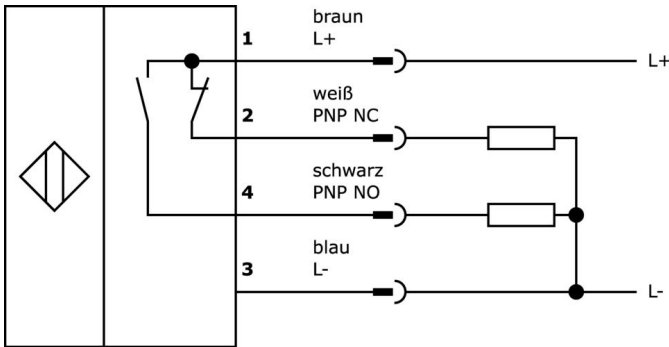 braun
1 L+ L+
weiß
2 PNP NC
schwarz
4 PNP NO
blau
3 L- L-